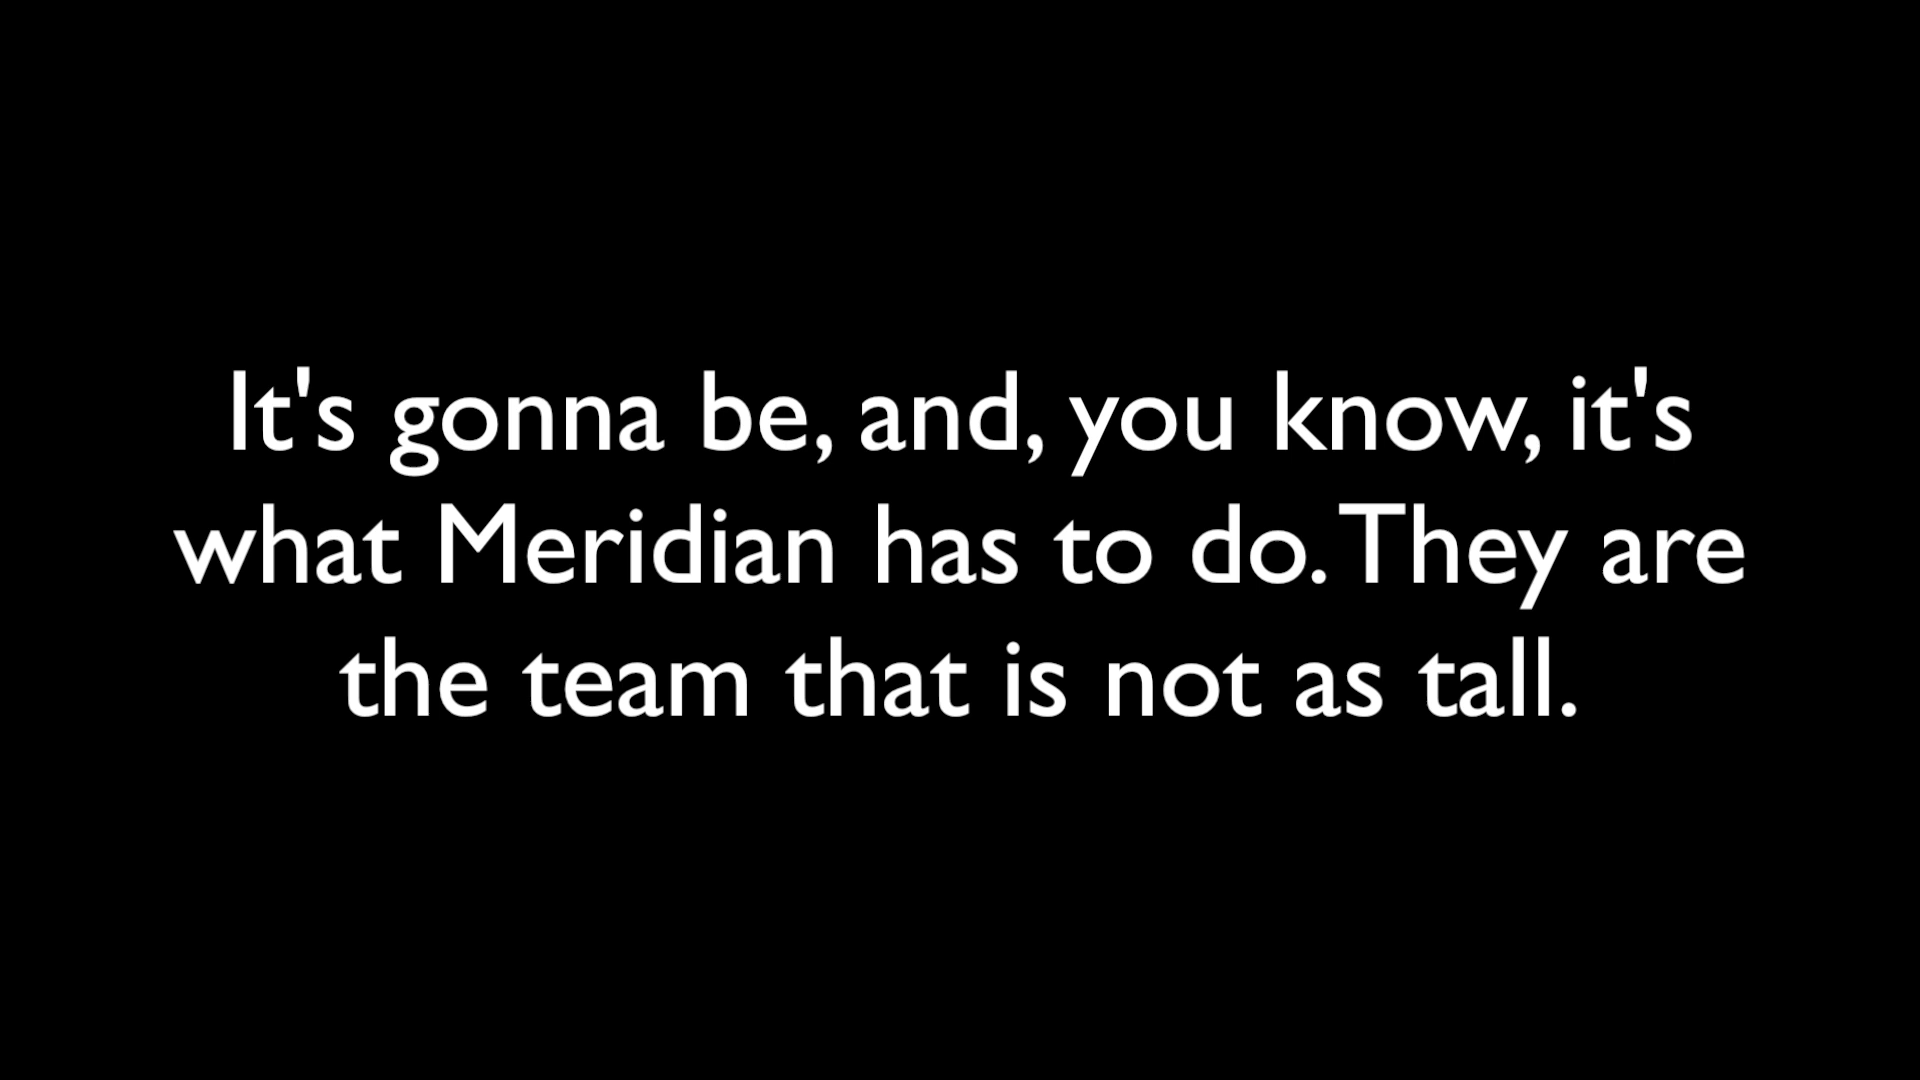 It's gonna be, and, you know, it's
what Meridian has to do. They are
the team that is not as tall.